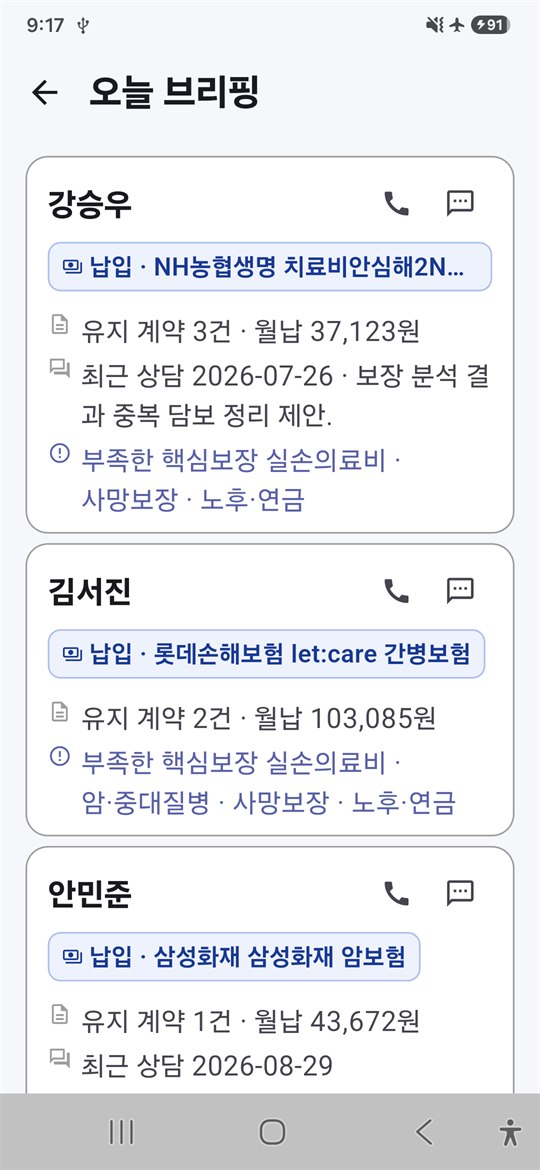 9:17
91
오늘 브리핑
강승우
납입 · NH농협생명 치료비안심해2N...
유지 계약 3건 · 월납 37,123원
최근 상담 2026-07-26 · 보장 분석 결
과 중복 담보 정리 제안.
부족한 핵심보장 실손의료비 ·
사망보장 · 노후·연금
김서진
납입 · 롯데손해보험 let:care 간병보험
유지 계약 2건 · 월납 103,085원
부족한 핵심보장 실손의료비 ·
암·중대질병 · 사망보장 · 노후·연금
안민준
납입 · 삼성화재 삼성화재 암보험
유지 계약 1건 · 월납 43,672원
최근 상담 2026-08-29